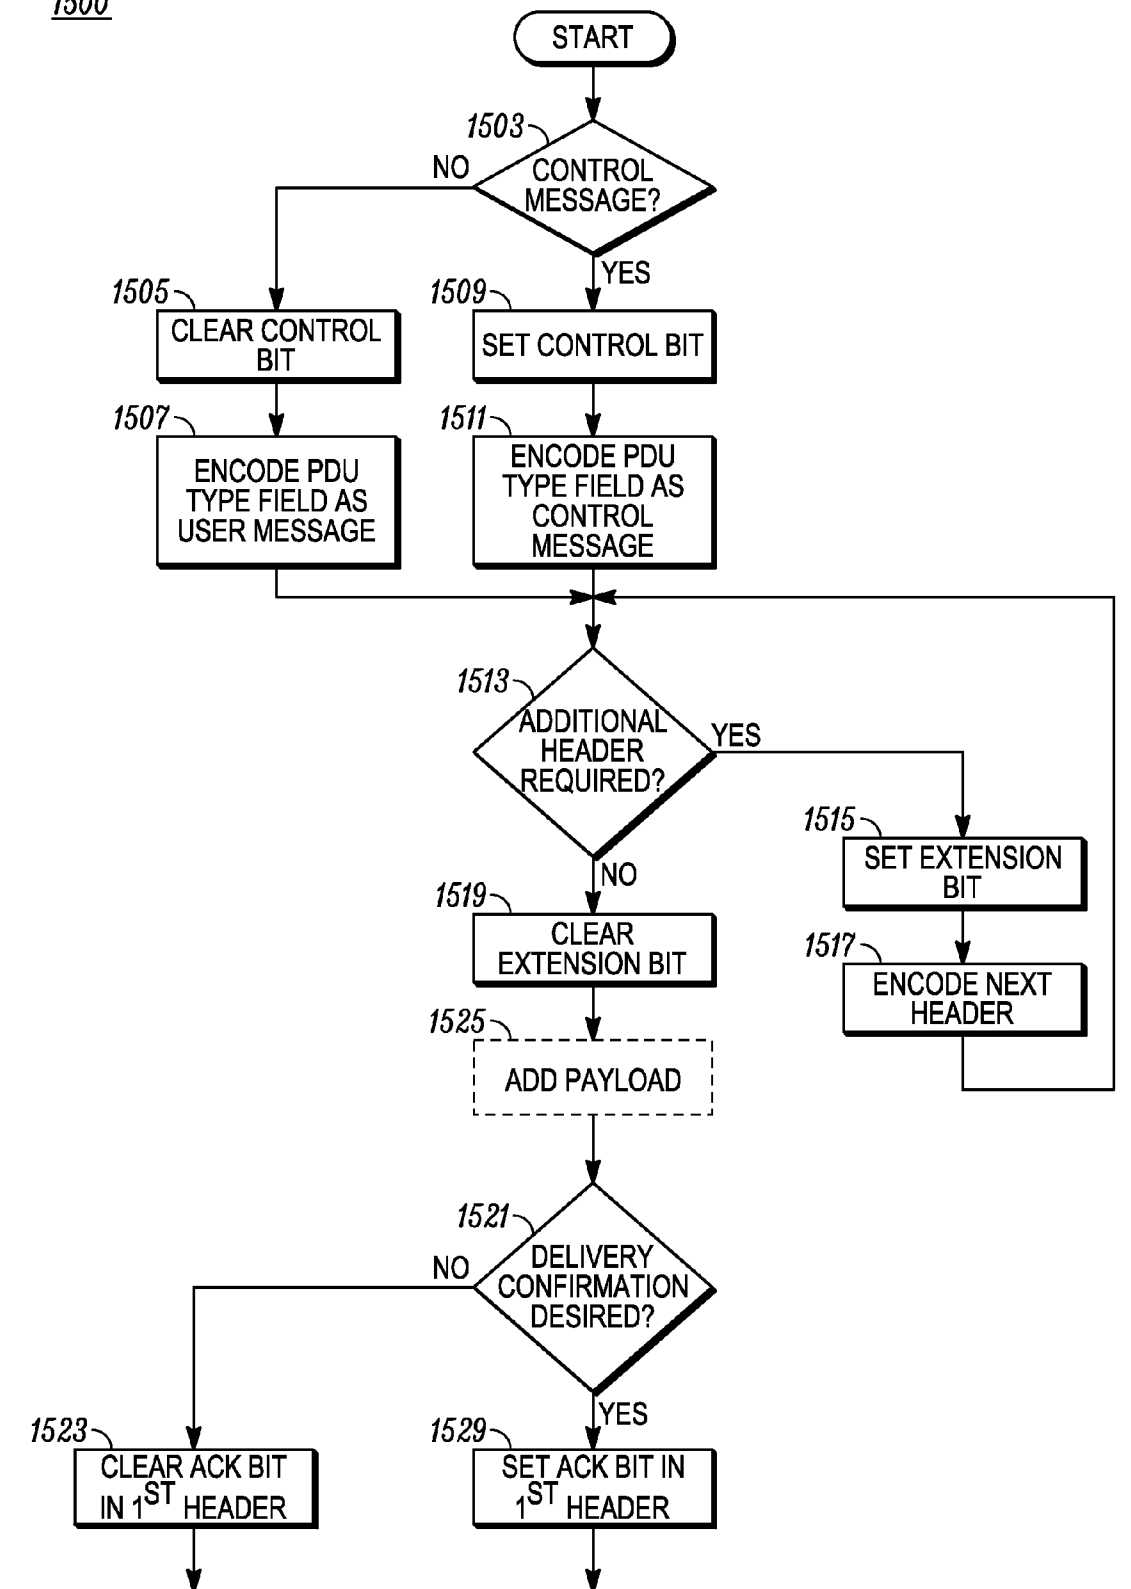 1500
START
1503
NO
CONTROL
MESSAGE?
YES
1505
1509
CLEAR CONTROL
BIT
SET CONTROL BIT
1507
1511
ENCODE PDU
TYPE FIELD AS
USER MESSAGE
ENCODE PDU
TYPE FIELD AS
CONTROL
MESSAGE
1513
ADDITIONAL
HEADER
REQUIRED?
YES
NO
1515
SET EXTENSION
BIT
1519
CLEAR
EXTENSION BIT
1517
ENCODE NEXT
HEADER
1525
ADD PAYLOAD
1521
NO
DELIVERY
CONFIRMATION
DESIRED?
YES
1523
1529
CLEAR ACK BIT
IN 1ST HEADER
SET ACK BIT IN
1ST HEADER